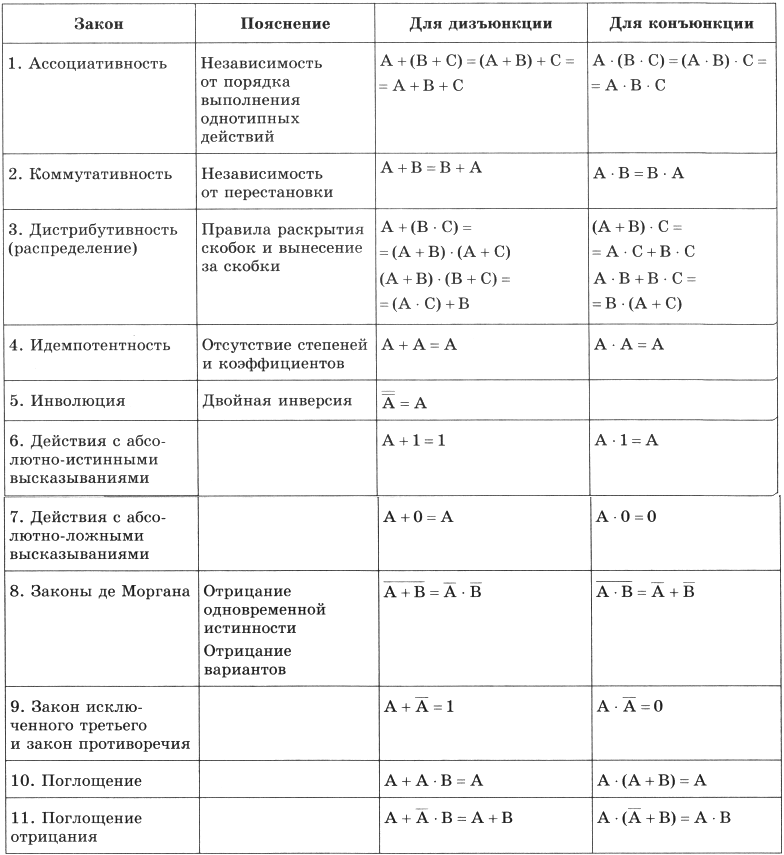 Закон Пояснение Для дизъюнкции Для конъюнкции
1. Ассоциативность
Независимость
от порядка
выполнения
однотипных
действий
A + (B + C) = (A + B) + C =
= A + B + C
A · (B · C) = (A · B) · C =
= A · B · C
2. Коммутативность
Независимость
от перестановки
A + B = B + A
A · B = B · A
3. Дистрибутивность
(распределение)
Правила раскрытия
скобок и вынесение
за скобки
A + (B · C) =
= (A + B) · (A + C)
(A + B) · (B + C) =
= (A · C) + B
(A + B) · C =
= A · C + B · C
A · B + B · C =
= B · (A + C)
4. Идемпотентность
Отсутствие степеней
и коэффициентов
A + A = A
A · A = A
5. Инволюция
Двойная инверсия
A̿ = A
6. Действия с абсо-
лютно-истинными
высказываниями
A + 1 = 1
A · 1 = A
7. Действия с абсо-
лютно-ложными
высказываниями
A + 0 = A
A · 0 = 0
8. Законы де Моргана
Отрицание
одновременной
истинности
Отрицание
вариантов
A̅ ̅+̅ ̅B̅ = A̅ · B̅
A̅ ̅·̅ ̅B̅ = A̅ + B̅
9. Закон исклю-
ченного третьего
и закон противоречия
A + A̅ = 1
A · A̅ = 0
10. Поглощение
A + A · B = A
A · (A + B) = A
11. Поглощение
отрицания
A + A̅ · B = A + B
A · (A̅ + B) = A · B